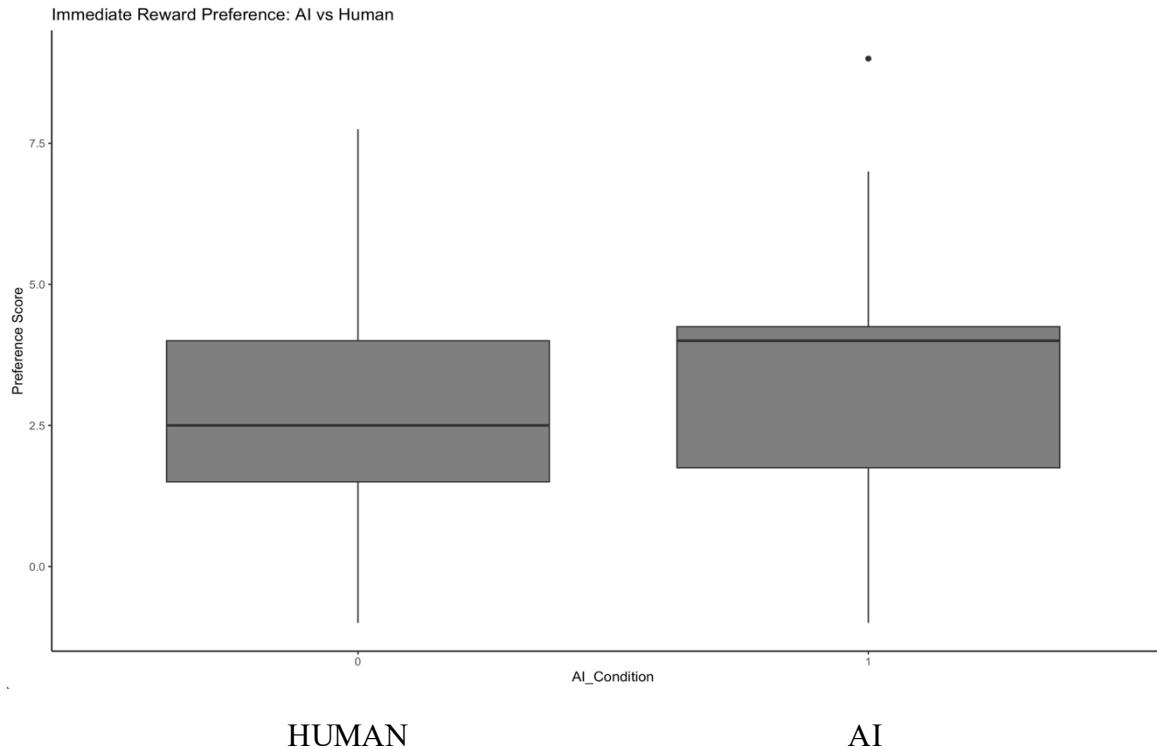 Immediate Reward Preference: AI vs Human
7.5
5.0
2.5
0.0
Preference Score
0 1
AI_Condition
HUMAN AI